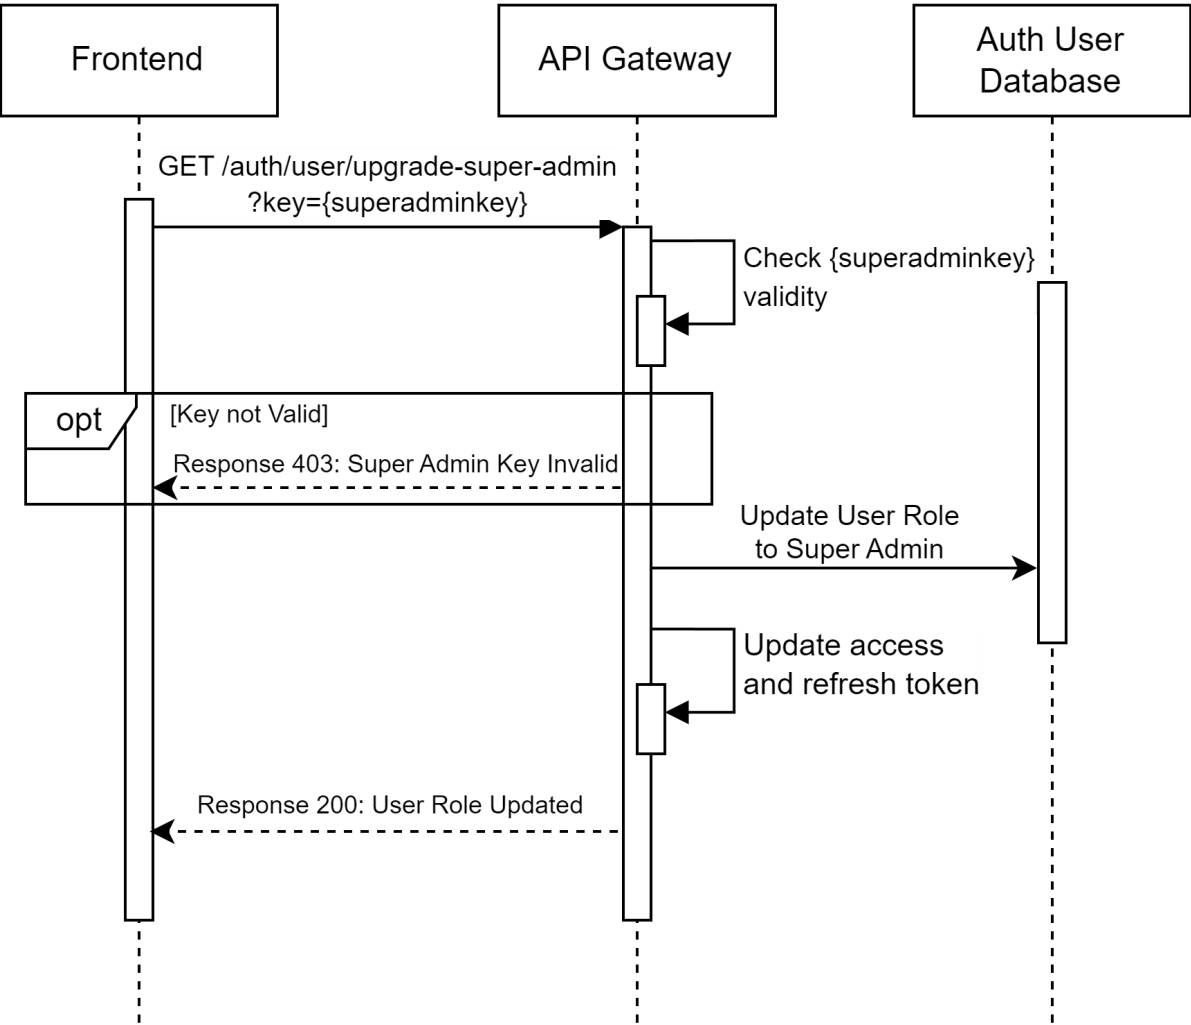 Frontend
API Gateway
Auth User
Database
GET /auth/user/upgrade-super-admin
?key={superadminkey}
Check {superadminkey}
validity
opt
[Key not Valid]
Response 403: Super Admin Key Invalid
Update User Role
to Super Admin
Update access
and refresh token
Response 200: User Role Updated